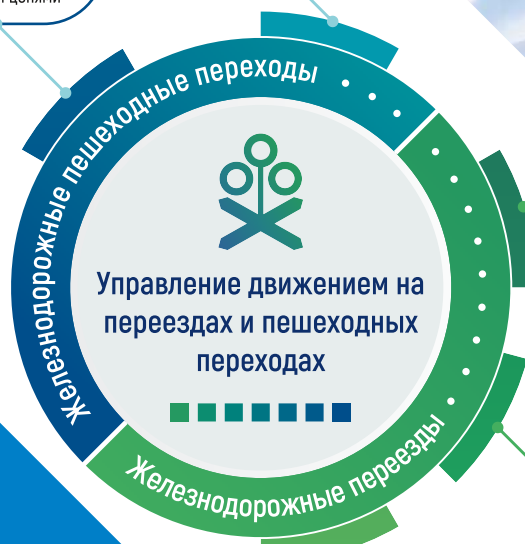 Железнодорожные пешеходные переходы
Управление движением на
переездах и пешеходных
переходах
Железнодорожные переезды